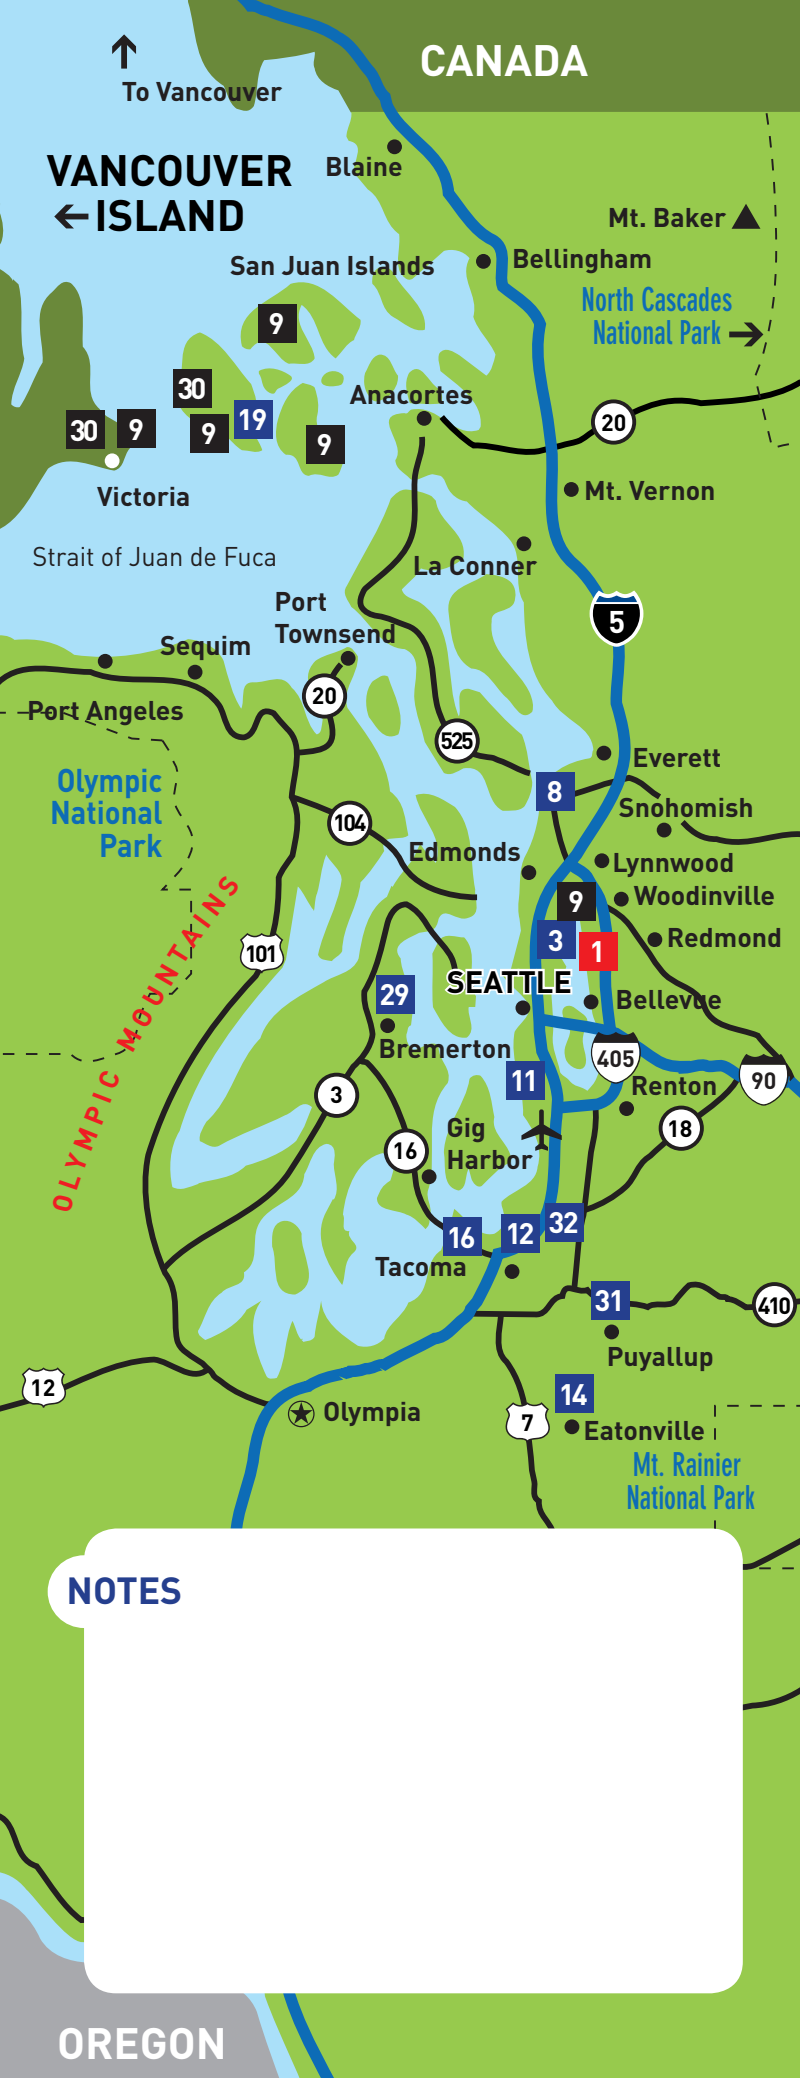 CANADA
To Vancouver
VANCOUVER
ISLAND
Blaine
Mt. Baker
San Juan Islands
Bellingham
North Cascades
National Park
9
30
19
Anacortes
20
30
9
9
9
Victoria
Mt. Vernon
Strait of Juan de Fuca
La Conner
Port
Townsend
5
Sequim
20
Port Angeles
525
Everett
Olympic
National
Park
8
Snohomish
104
Edmonds
Lynnwood
9
Woodinville
3
1
Redmond
OLYMPIC MOUNTAINS
101
SEATTLE
29
Bellevue
Bremerton
405
11
90
3
Renton
Gig
Harbor
18
16
16
12
32
Tacoma
31
410
Puyallup
12
14
Olympia
7
Eatonville
Mt. Rainier
National Park
NOTES
OREGON